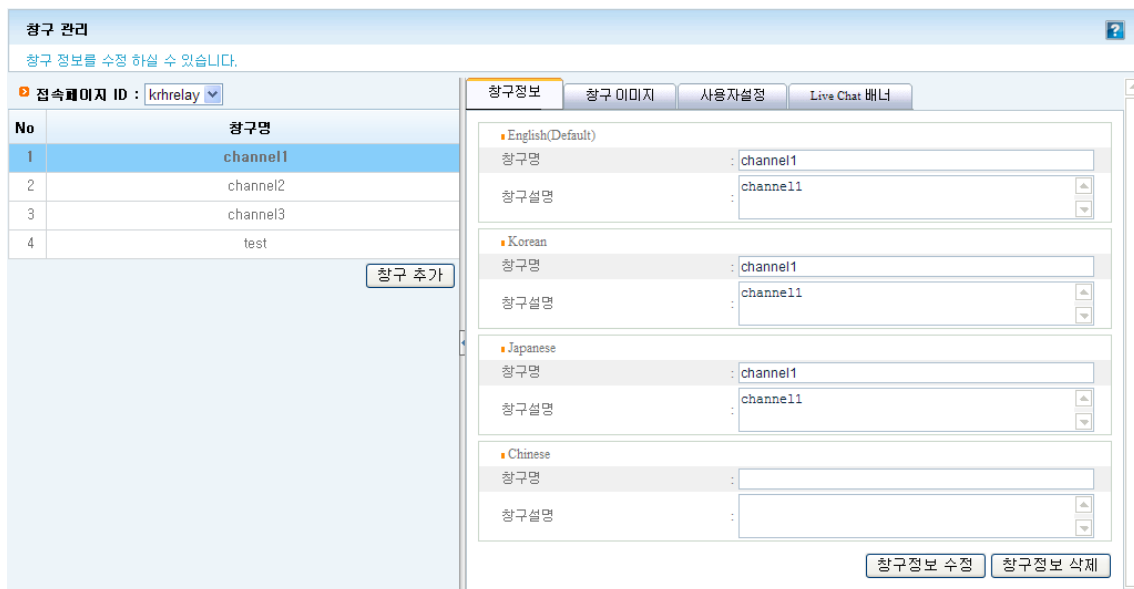 창구 관리
?
창구 정보를 수정 하실 수 있습니다.
접속페이지 ID : krhrelay
No 창구명
1 channel1
2 channel2
3 channel3
4 test
창구 추가
창구정보 창구 이미지 사용자설정 Live Chat 배너
English(Default)
창구명 : channel1
창구설명 : channel1
Korean
창구명 : channel1
창구설명 : channel1
Japanese
창구명 : channel1
창구설명 : channel1
Chinese
창구명 :
창구설명 :
창구정보 수정 창구정보 삭제